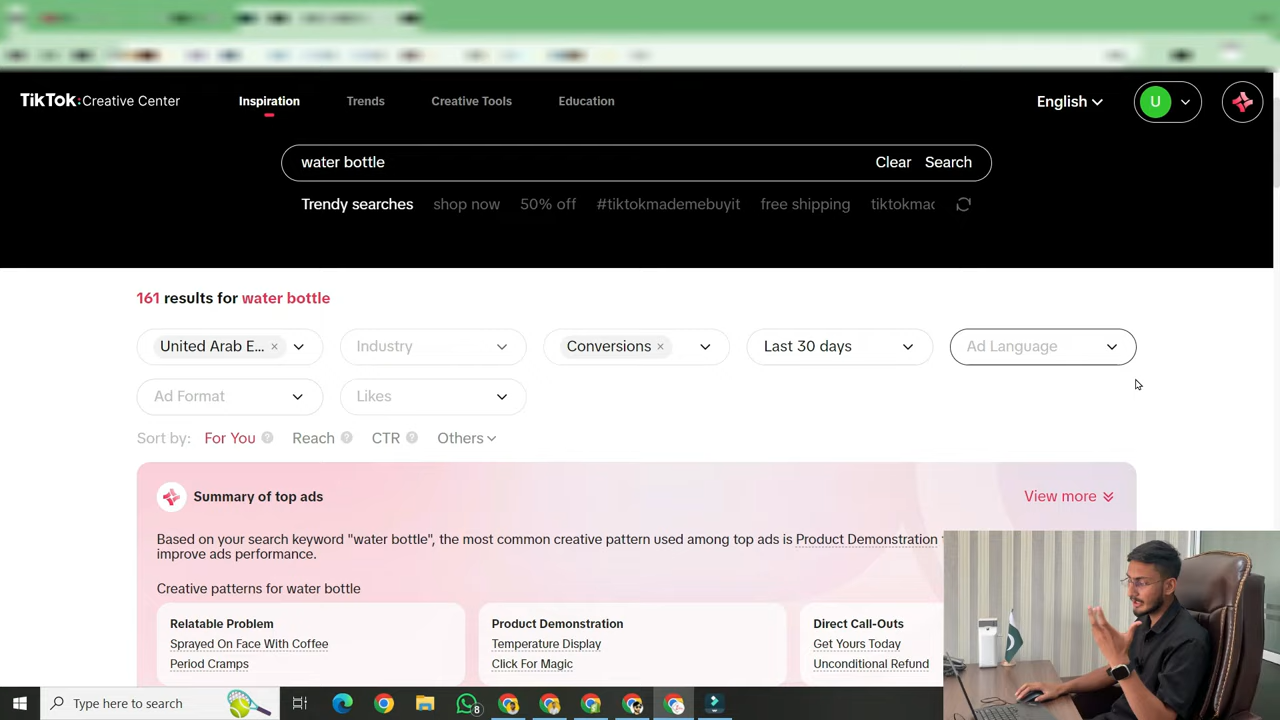 TikTok: Creative Center
Inspiration
Trends
Creative Tools
Education
English
U
water bottle
Clear
Search
Trendy searches
shop now
50% off
#tiktokmademebuyit
free shipping
tiktokmac
161 results for water bottle
United Arab E... ×
Industry
Conversions ×
Last 30 days
Ad Language
Ad Format
Likes
Sort by:
For You ?
Reach ?
CTR ?
Others
Summary of top ads
View more
Based on your search keyword "water bottle", the most common creative pattern used among top ads is Product Demonstration
improve ads performance.
Creative patterns for water bottle
Relatable Problem
Sprayed On Face With Coffee
Period Cramps
Product Demonstration
Temperature Display
Click For Magic
Direct Call-Outs
Get Yours Today
Unconditional Refund
Type here to search
8